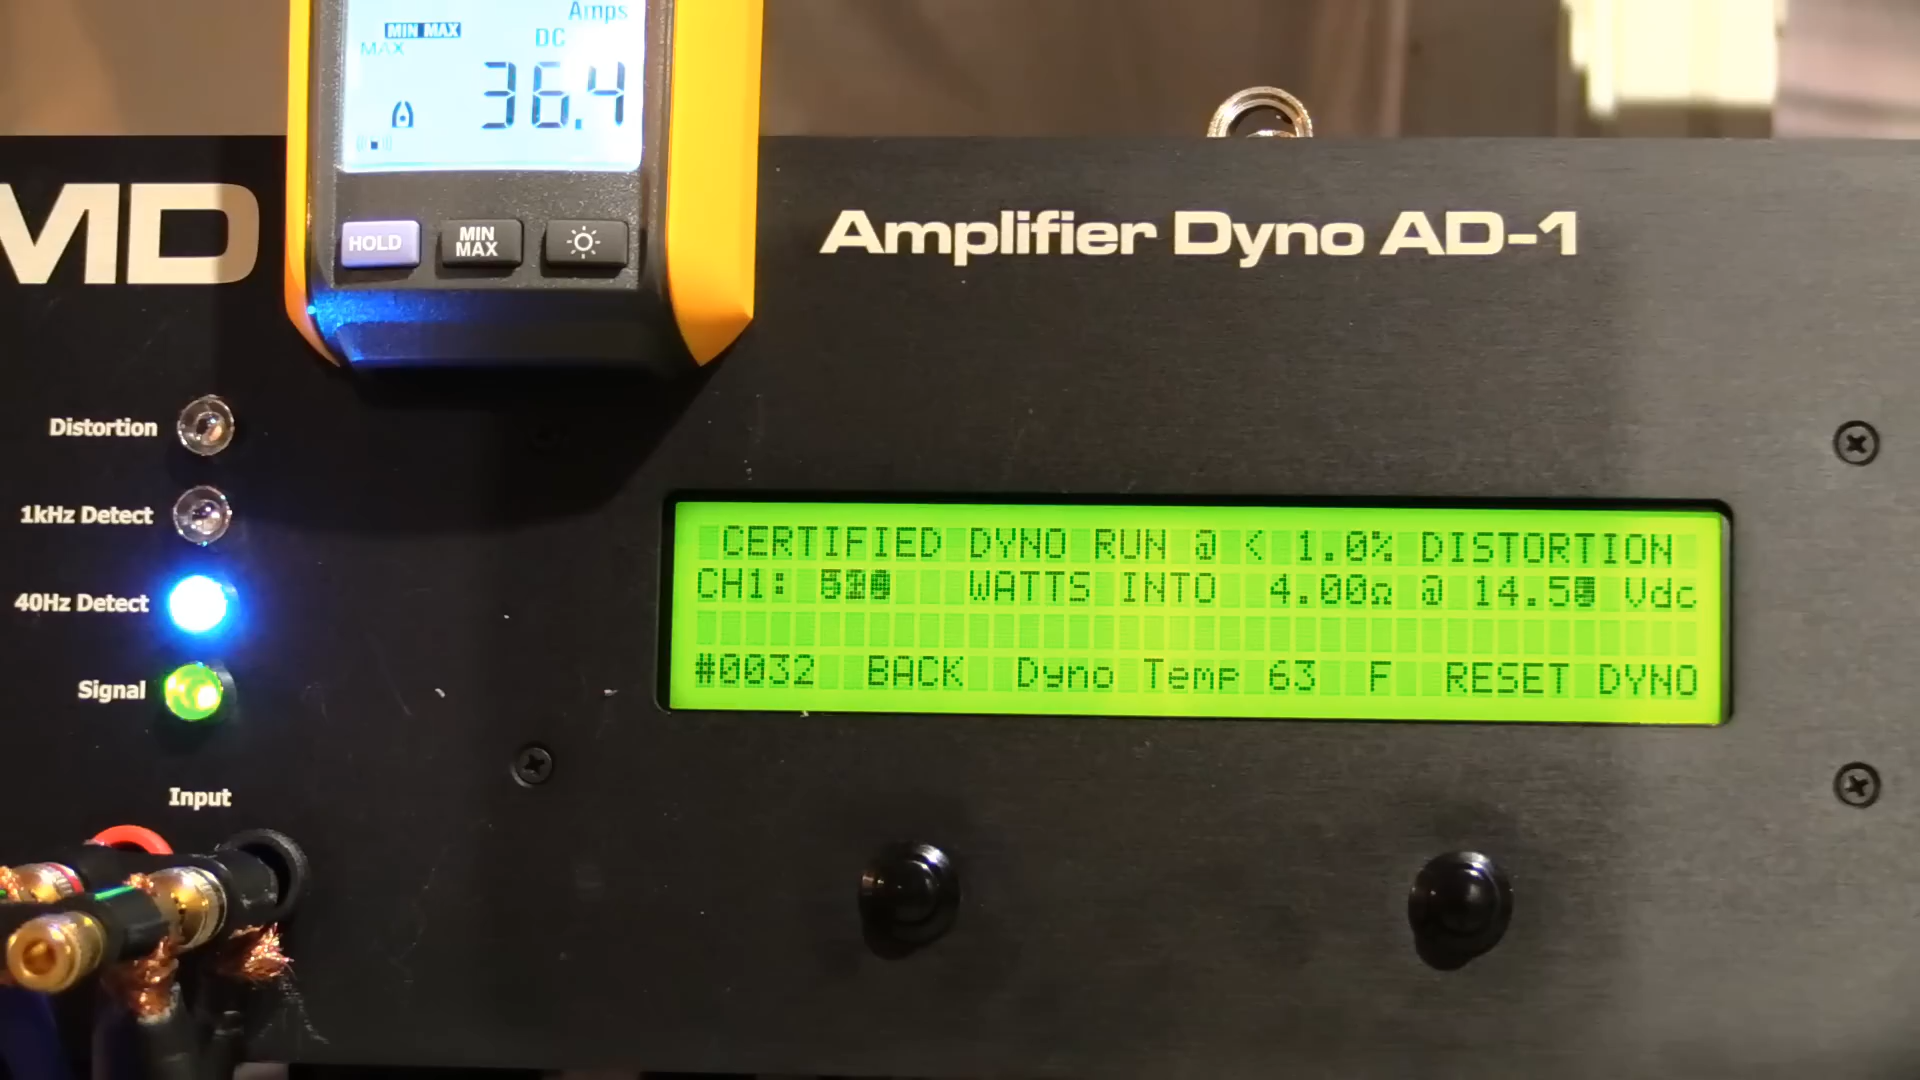 Amps
MIN MAX
MAX
DC
36.4
HOLD
MIN
MAX
MD
Amplifier Dyno AD-1
Distortion
1kHz Detect
40Hz Detect
Signal
Input
CERTIFIED DYNO RUN @ < 1.0% DISTORTION
CH1: WATTS INTO 4.00Ω @ Vdc
#0032 BACK Dyno Temp 63 F RESET DYNO